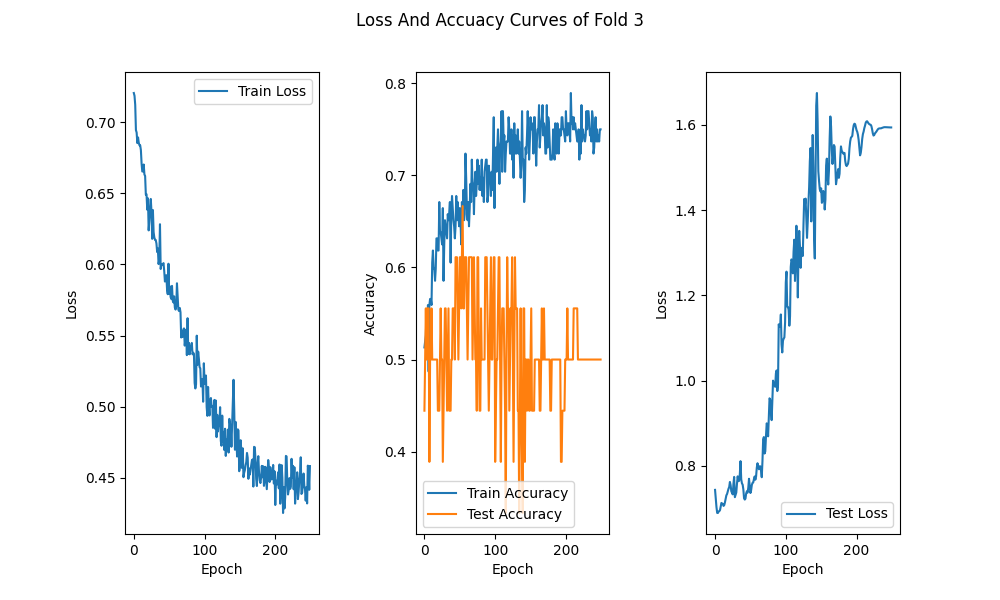 Loss And Accuacy Curves of Fold 3
Loss
0.70
0.65
0.60
0.55
0.50
0.45
0
100
200
Epoch
Train Loss
Accuracy
0.8
0.7
0.6
0.5
0.4
0
100
200
Epoch
Train Accuracy
Test Accuracy
Loss
1.6
1.4
1.2
1.0
0.8
0
100
200
Epoch
Test Loss